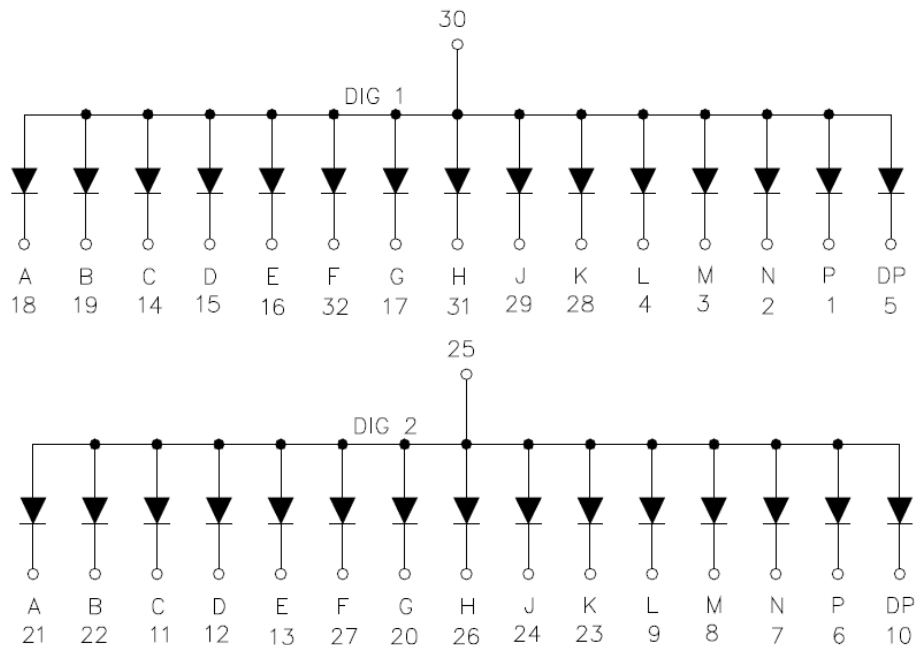 30
DIG 1
A B C D E F G H J K L M N P DP
18 19 14 15 16 32 17 31 29 28 4 3 2 1 5
25
DIG 2
A B C D E F G H J K L M N P DP
21 22 11 12 13 27 20 26 24 23 9 8 7 6 10